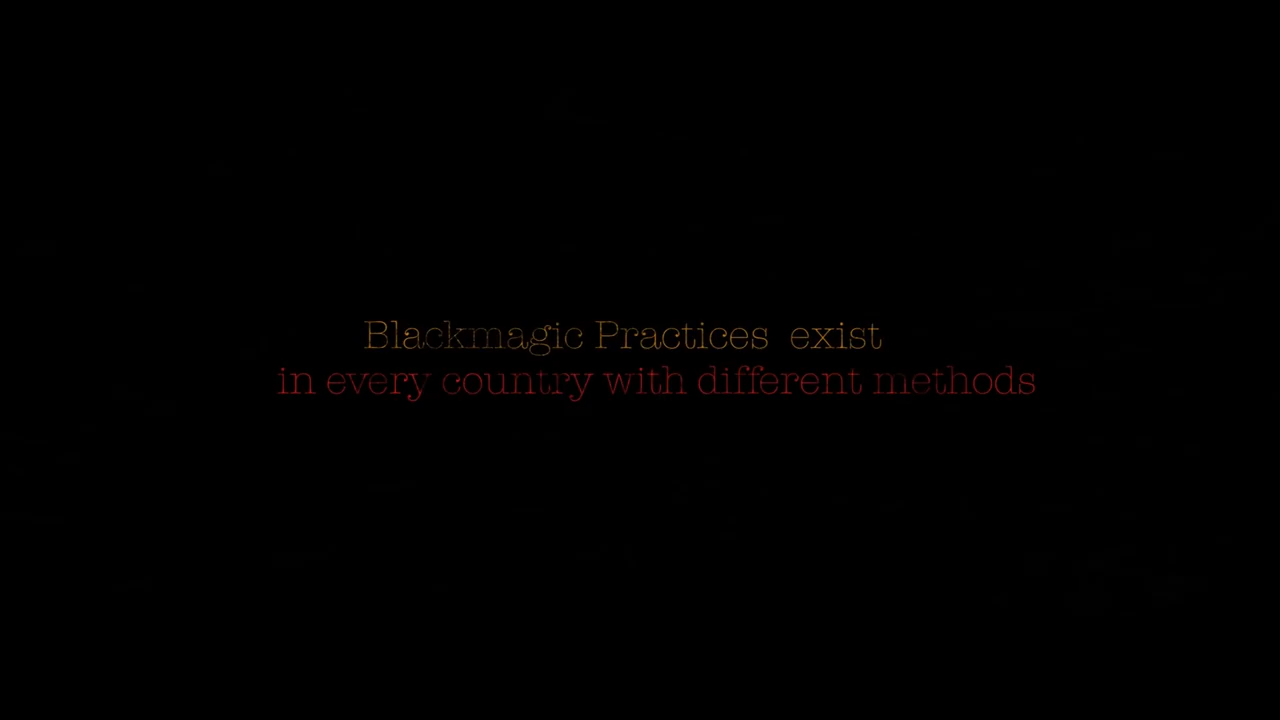 Blackmagic Practices exist
in every country with different methods